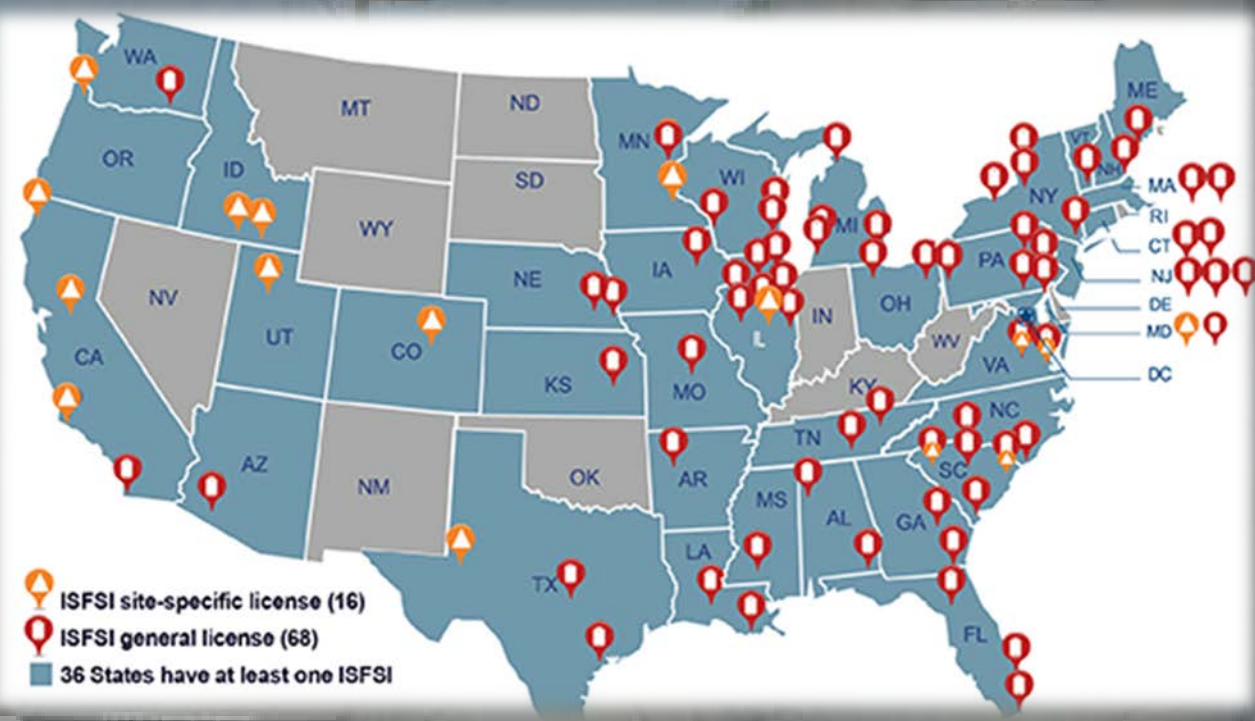 WA
ME
MT
ND
MN
VT
OR
ID
SD
WI
NH
MA
NY
RI
WY
MI
CT
PA
IA
NJ
NE
NV
OH
DE
IN
MD
UT
CO
IL
WV
VA
CA
DC
KS
MO
KY
NC
TN
AZ
OK
AR
SC
NM
MS
AL
GA
LA
TX
FL
ISFSI site-specific license (16)
ISFSI general license (68)
36 States have at least one ISFSI